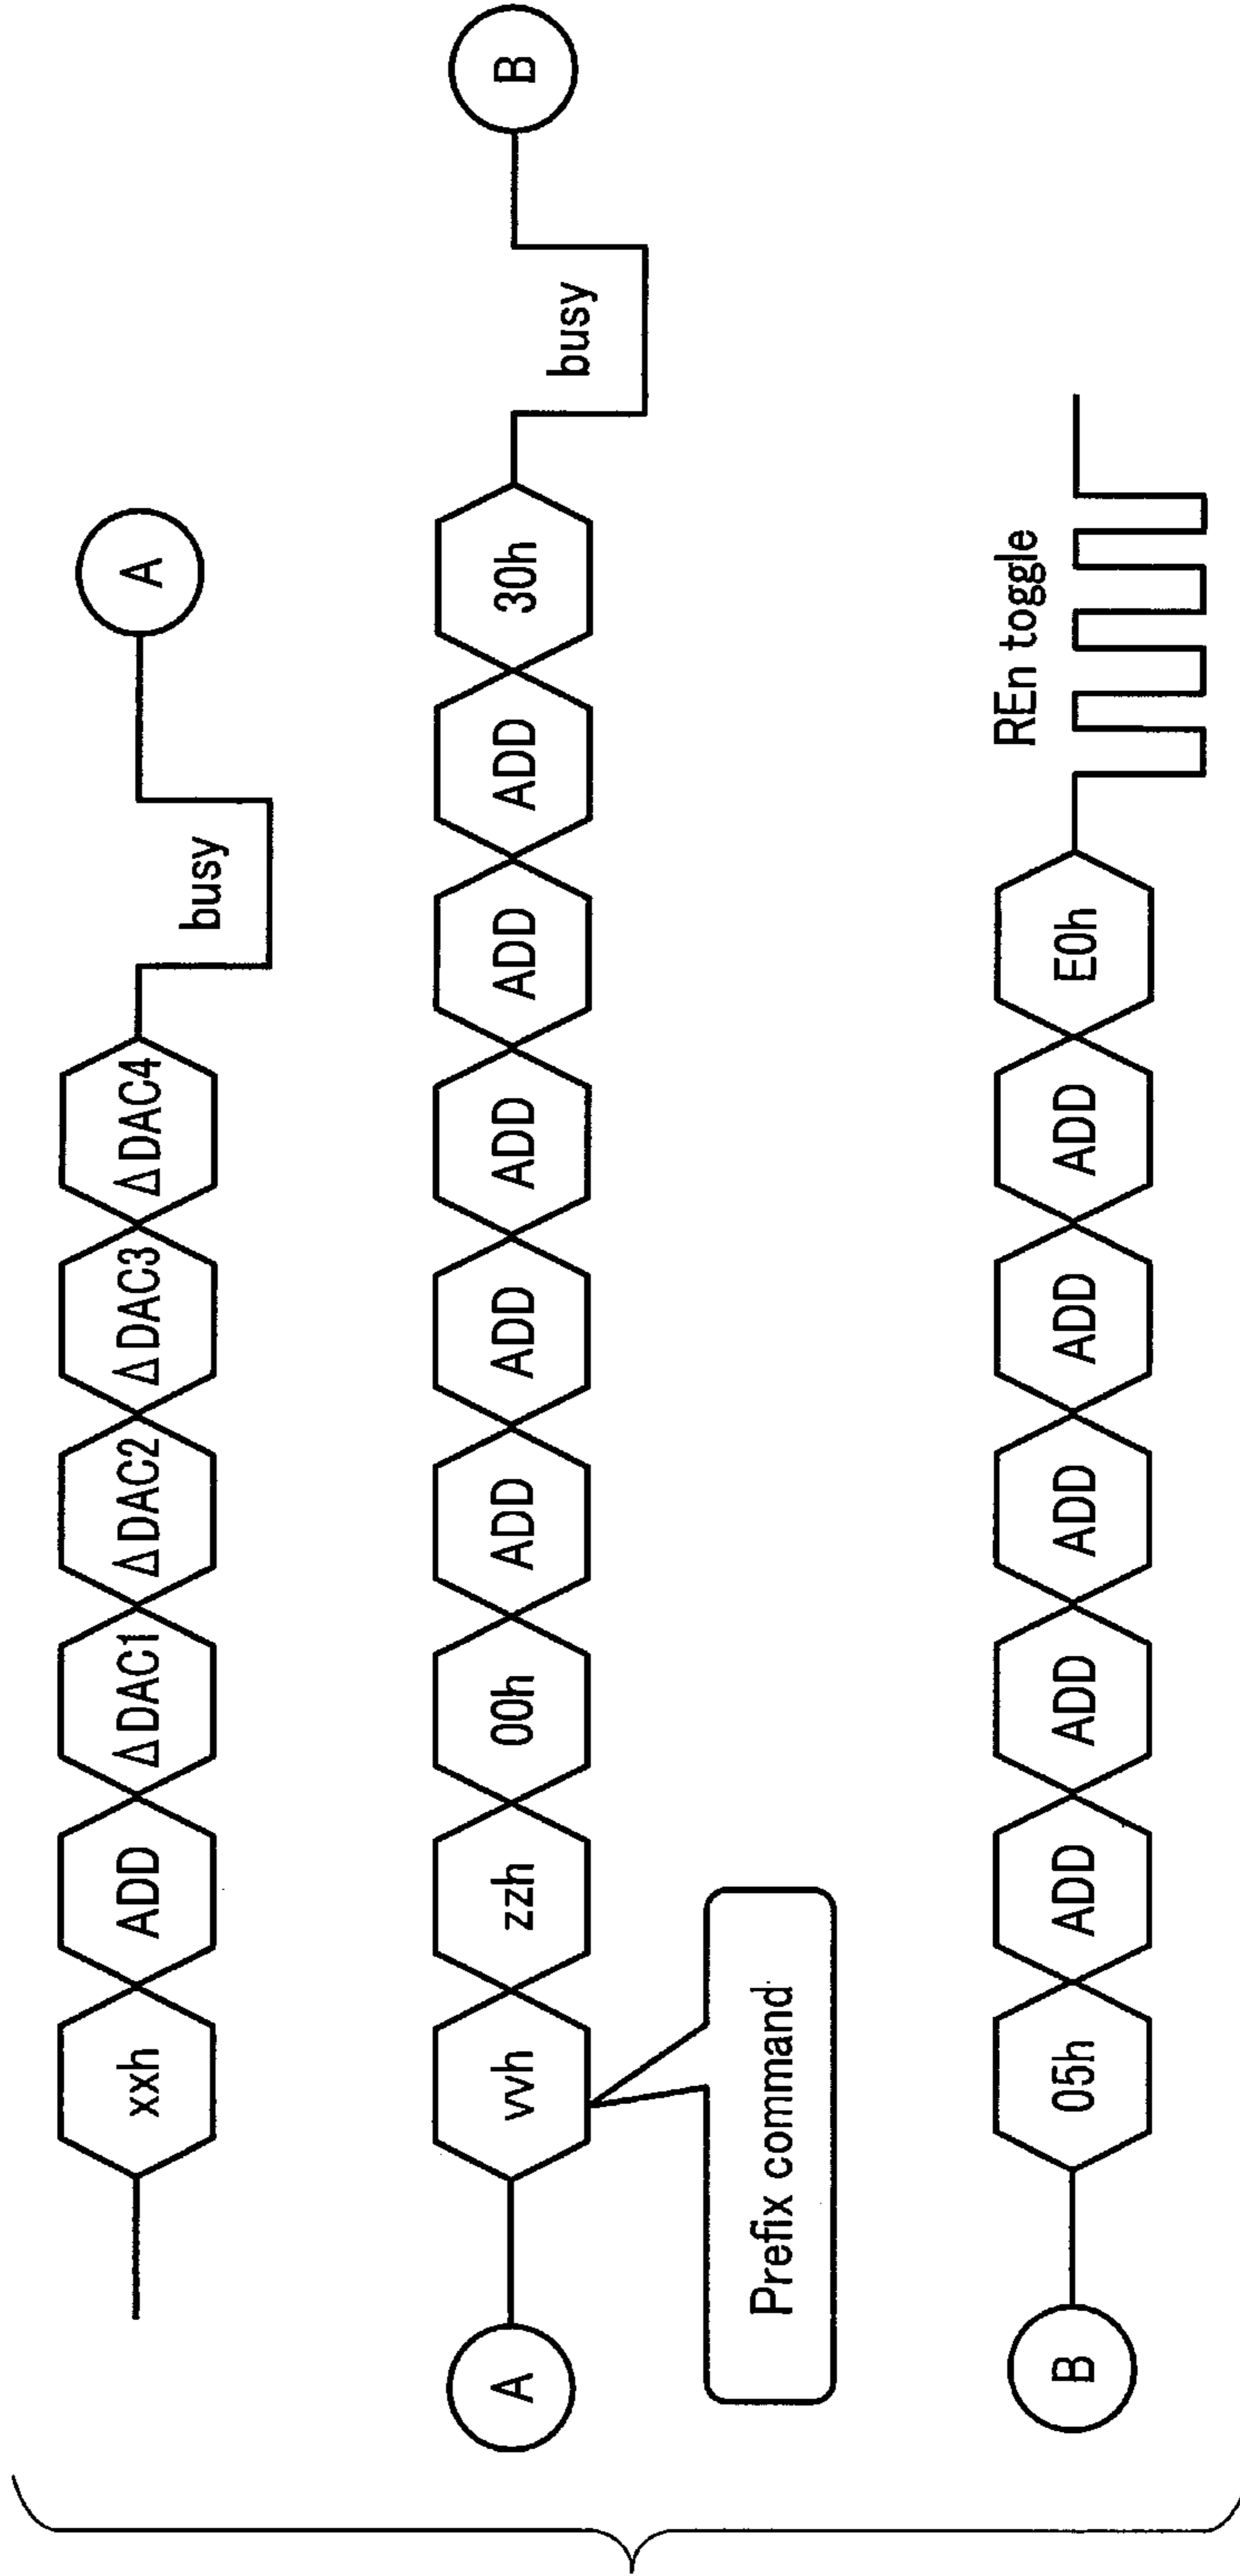 xxh ADD ΔDAC1 ΔDAC2 ΔDAC3 ΔDAC4 busy A
A vvh zzh 00h ADD ADD ADD ADD ADD 30h busy B
Prefix command
REn toggle
B 05h ADD ADD ADD ADD ADD E0h